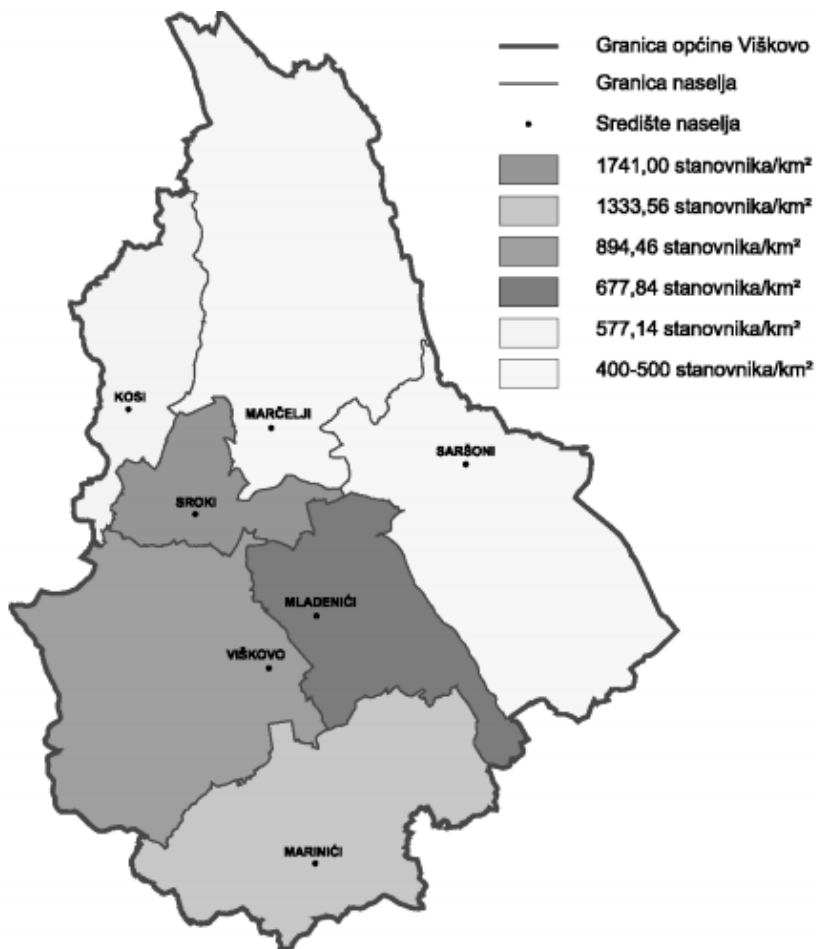 Granica općine Viškovo
Granica naselja
Središte naselja
1741,00 stanovnika/km²
1333,56 stanovnika/km²
894,46 stanovnika/km²
677,84 stanovnika/km²
577,14 stanovnika/km²
400-500 stanovnika/km²
KOSI
MARČELJI
SARŠONI
SROKI
MLADENIĆI
VIŠKOVO
MARINIĆI